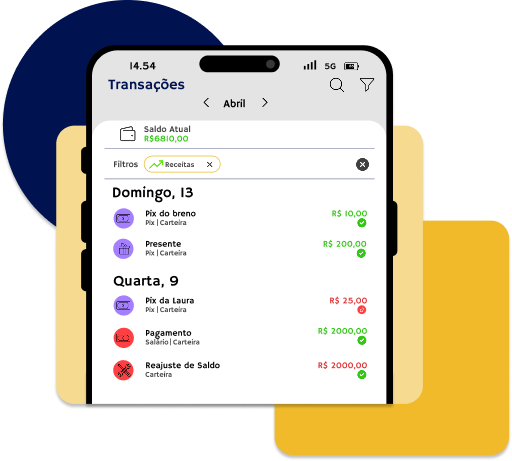 14.54 5G
Transações
Abril
Saldo Atual
R$6810,00
Filtros Receitas
Domingo, 13
Pix do breno R$ 10,00
Pix | Carteira
Presente R$ 200,00
Pix | Carteira
Quarta, 9
Pix da Laura R$ 25,00
Pix | Carteira
Pagamento R$ 2000,00
Salário | Carteira
Reajuste de Saldo R$ 2000,00
Carteira